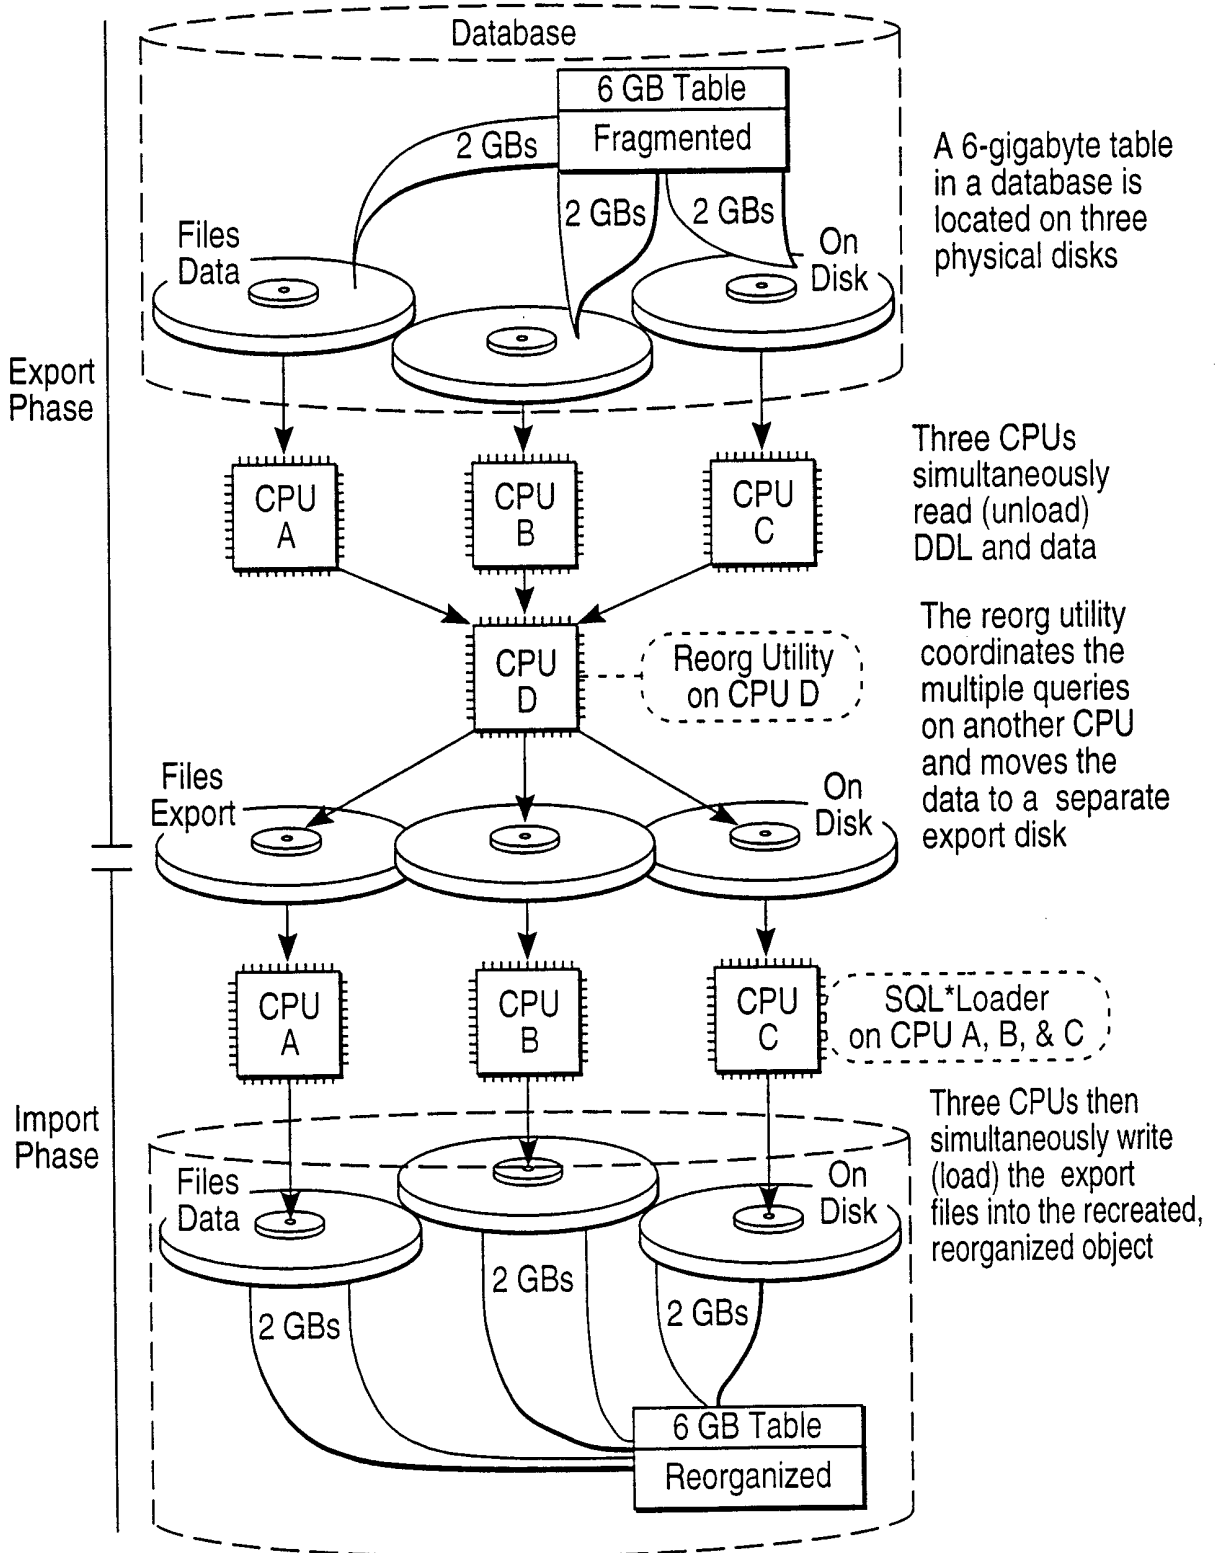 Database
6 GB Table
Fragmented
2 GBs
2 GBs
2 GBs
A 6-gigabyte table
in a database is
located on three
physical disks
Files
Data
On
Disk
Export
Phase
CPU
A
CPU
B
CPU
C
Three CPUs
simultaneously
read (unload)
DDL and data
CPU
D
Reorg Utility
on CPU D
The reorg utility
coordinates the
multiple queries
on another CPU
and moves the
data to a separate
export disk
Files
Export
On
Disk
CPU
A
CPU
B
CPU
C
SQL*Loader
on CPU A, B, & C
Import
Phase
Three CPUs then
simultaneously write
(load) the export
files into the recreated,
reorganized object
Files
Data
On
Disk
2 GBs
2 GBs
2 GBs
6 GB Table
Reorganized